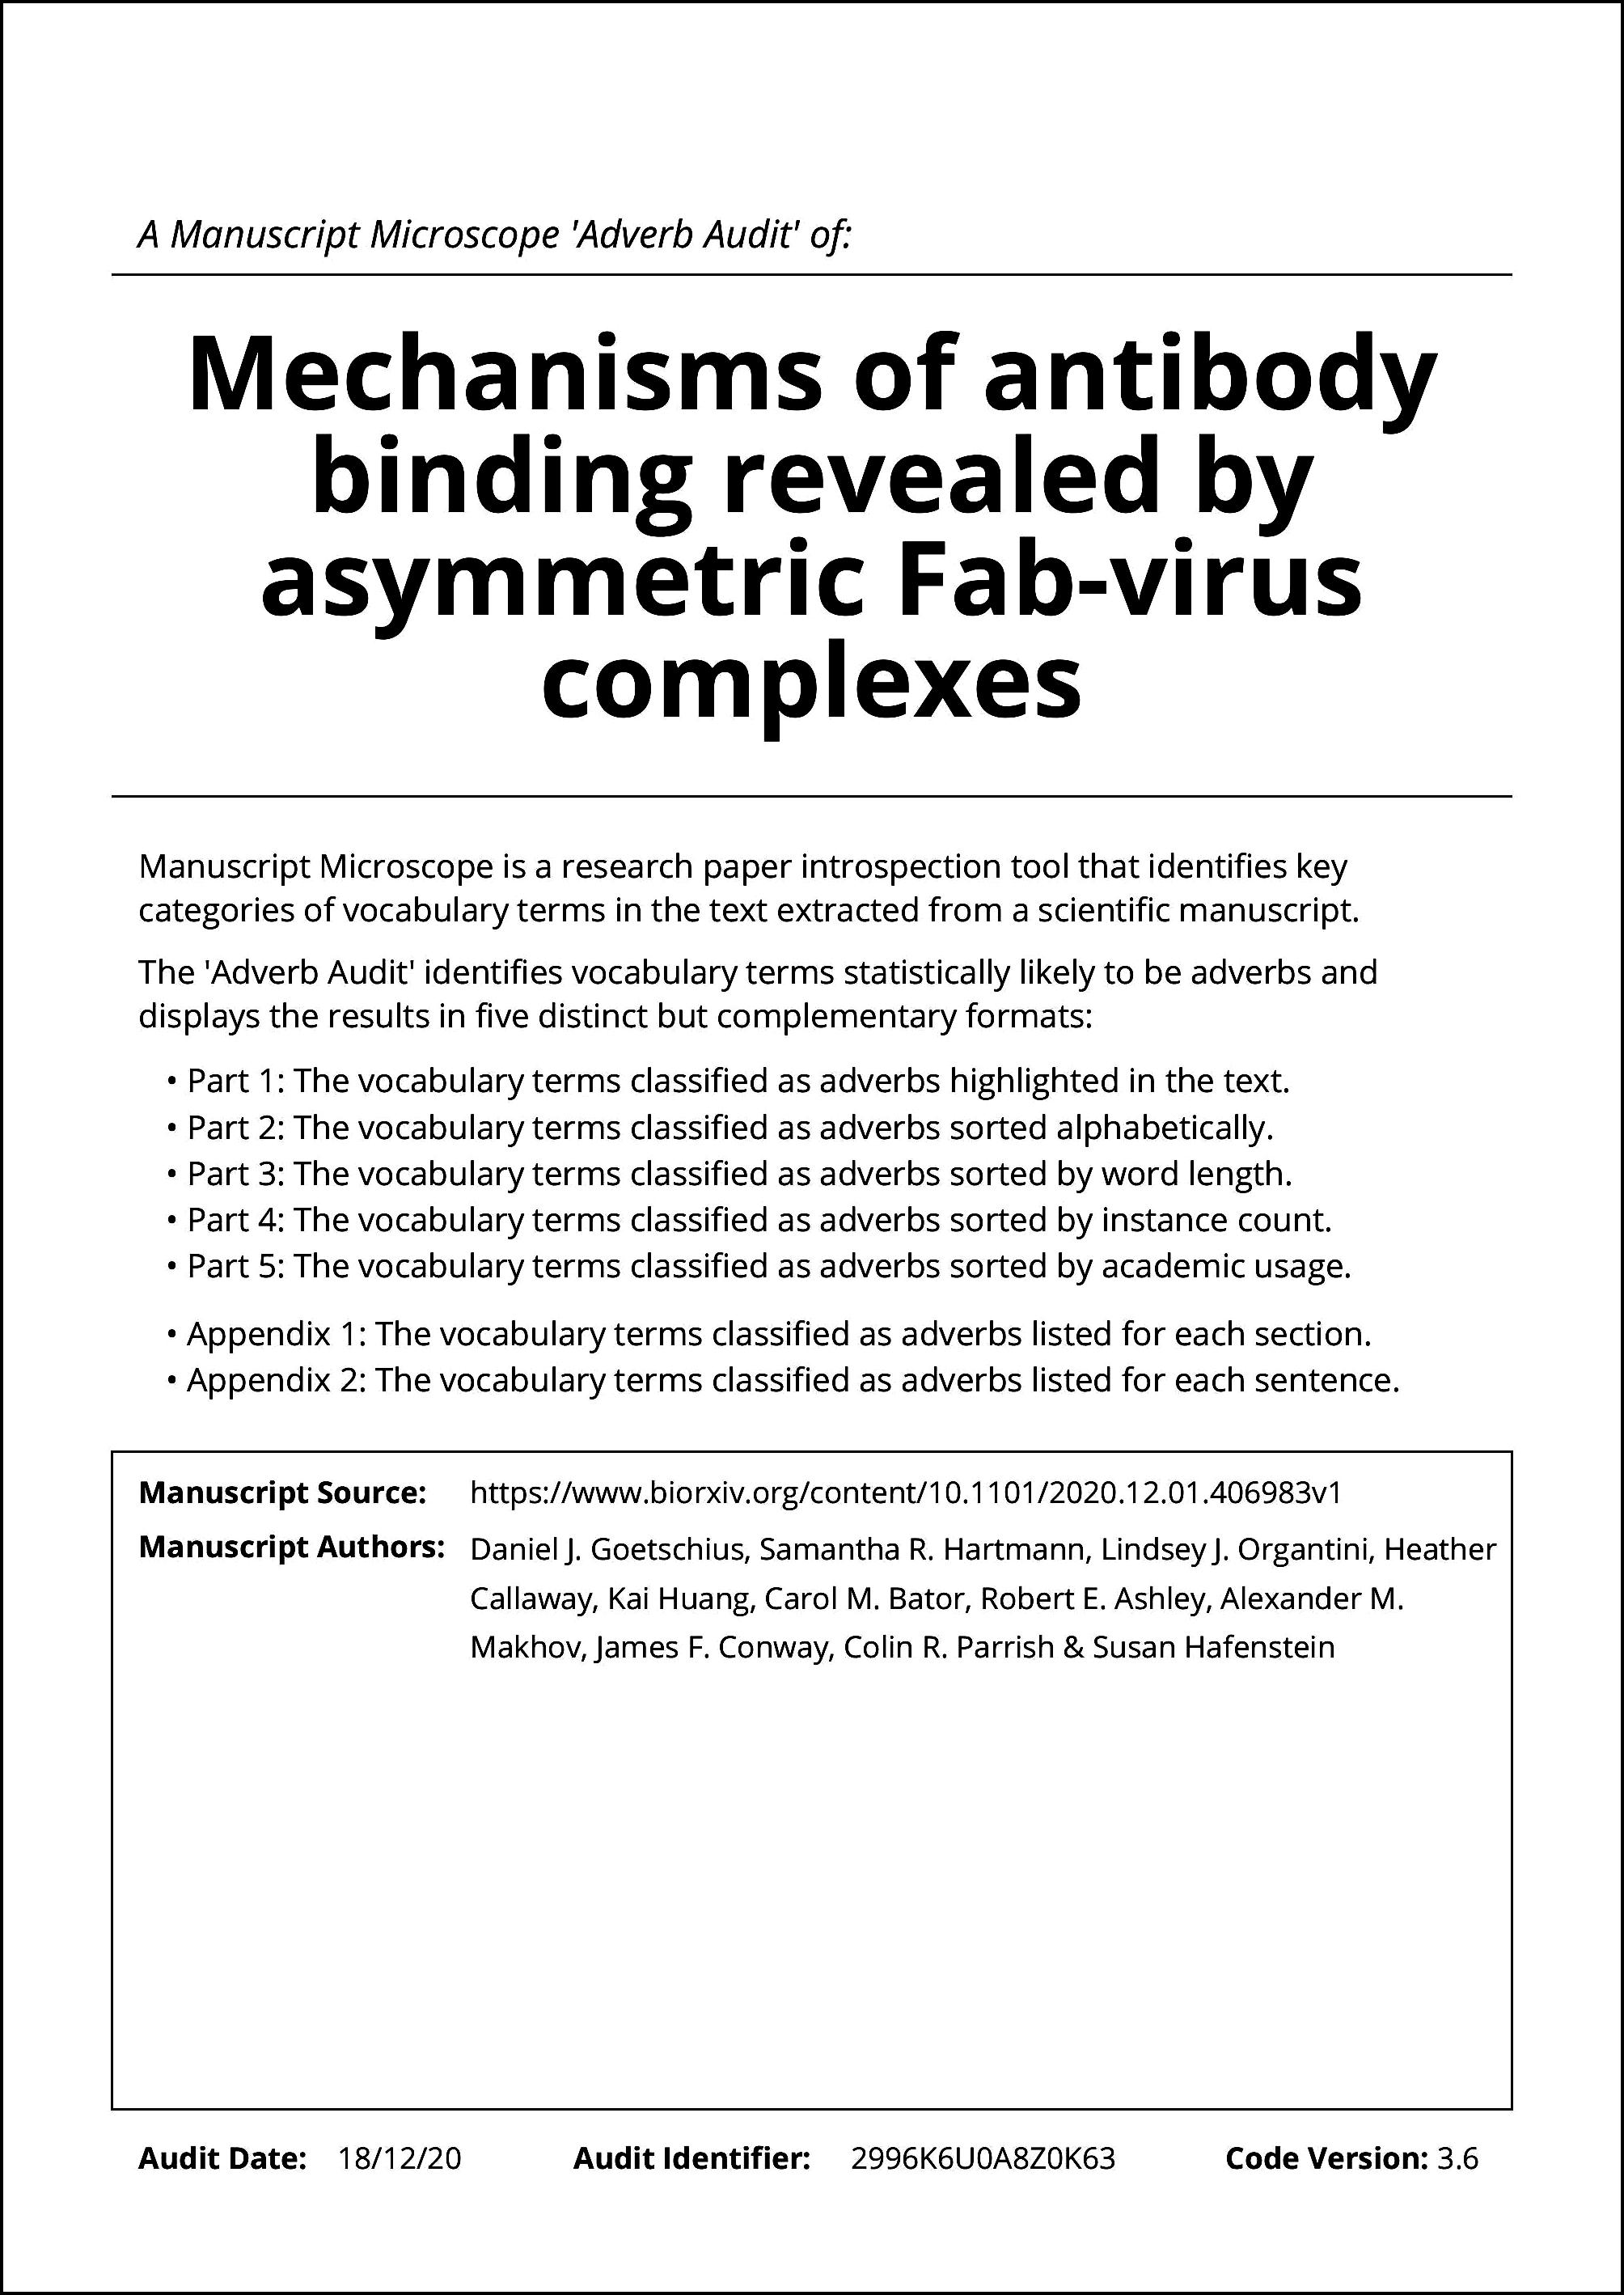 A Manuscript Microscope 'Adverb Audit' of:
Mechanisms of antibody
binding revealed by
asymmetric Fab-virus
complexes
Manuscript Microscope is a research paper introspection tool that identifies key
categories of vocabulary terms in the text extracted from a scientific manuscript.
The 'Adverb Audit' identifies vocabulary terms statistically likely to be adverbs and
displays the results in five distinct but complementary formats:
• Part 1: The vocabulary terms classified as adverbs highlighted in the text.
• Part 2: The vocabulary terms classified as adverbs sorted alphabetically.
• Part 3: The vocabulary terms classified as adverbs sorted by word length.
• Part 4: The vocabulary terms classified as adverbs sorted by instance count.
• Part 5: The vocabulary terms classified as adverbs sorted by academic usage.
• Appendix 1: The vocabulary terms classified as adverbs listed for each section.
• Appendix 2: The vocabulary terms classified as adverbs listed for each sentence.
Manuscript Source: https://www.biorxiv.org/content/10.1101/2020.12.01.406983v1
Manuscript Authors: Daniel J. Goetschius, Samantha R. Hartmann, Lindsey J. Organtini, Heather
Callaway, Kai Huang, Carol M. Bator, Robert E. Ashley, Alexander M.
Makhov, James F. Conway, Colin R. Parrish & Susan Hafenstein
Audit Date: 18/12/20 Audit Identifier: 2996K6U0A8Z0K63 Code Version: 3.6